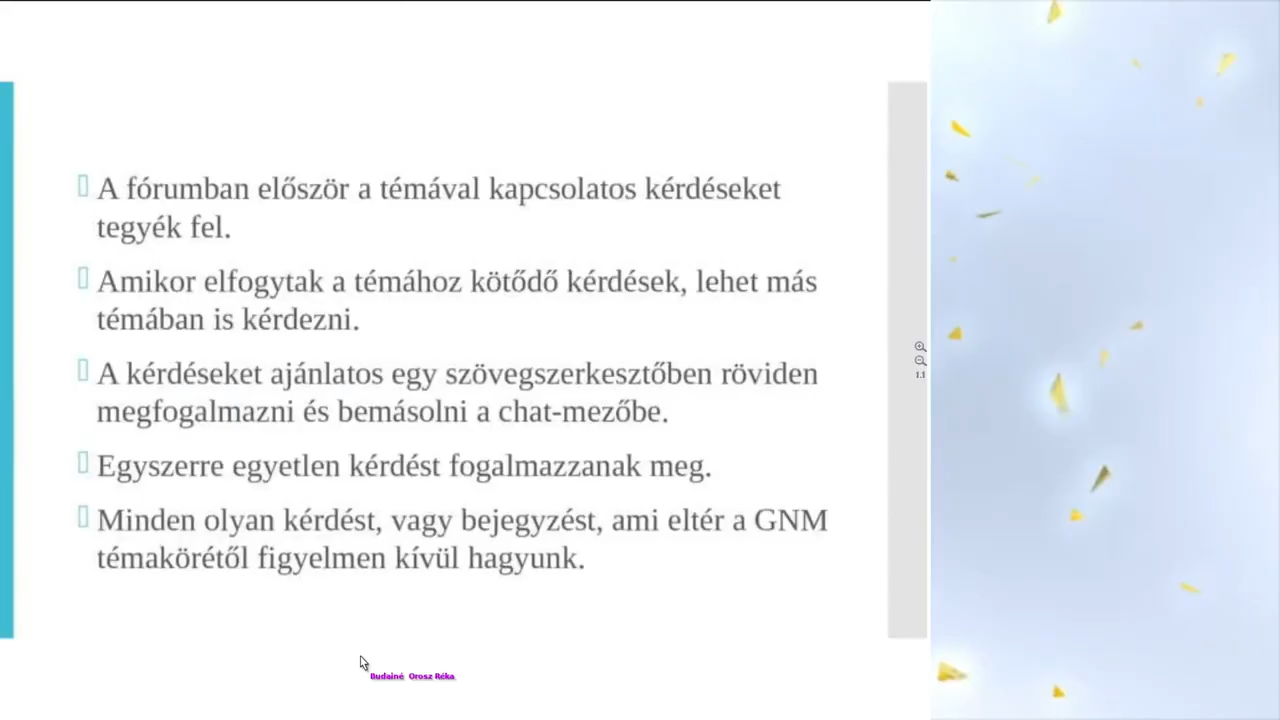 A fórumban először a témával kapcsolatos kérdéseket
tegyék fel.
Amikor elfogytak a témához kötődő kérdések, lehet más
témában is kérdezni.
A kérdéseket ajánlatos egy szövegszerkesztőben röviden
megfogalmazni és bemásolni a chat-mezőbe.
Egyszerre egyetlen kérdést fogalmazzanak meg.
Minden olyan kérdést, vagy bejegyzést, ami eltér a GNM
témakörétől figyelmen kívül hagyunk.
1.1
Budainé Orosz Réka